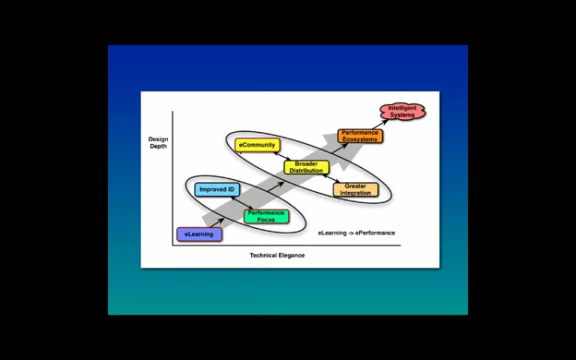 Intelligent
Systems
Performance
Ecosystems
Design
Depth
eCommunity
Broader
Distribution
Improved ID
Greater
Integration
Performance
Focus
eLearning
eLearning -> ePerformance
Technical Elegance